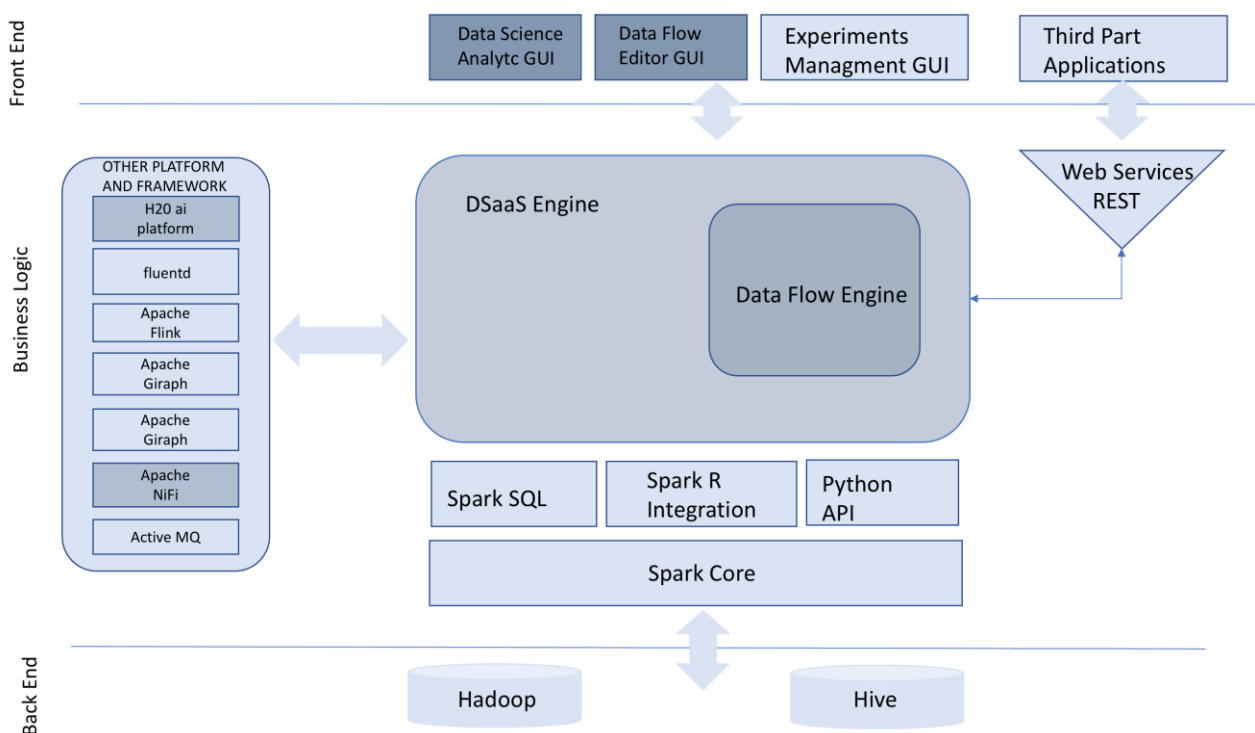 Front End
Data Science
Analytc GUI
Data Flow
Editor GUI
Experiments
Managment GUI
Third Part
Applications
Business Logic
OTHER PLATFORM
AND FRAMEWORK
H20 ai
platform
fluentd
Apache
Flink
Apache
Giraph
Apache
Giraph
Apache
NiFi
Active MQ
DSaaS Engine
Data Flow Engine
Web Services
REST
Spark SQL
Spark R
Integration
Python
API
Spark Core
Back End
Hadoop
Hive